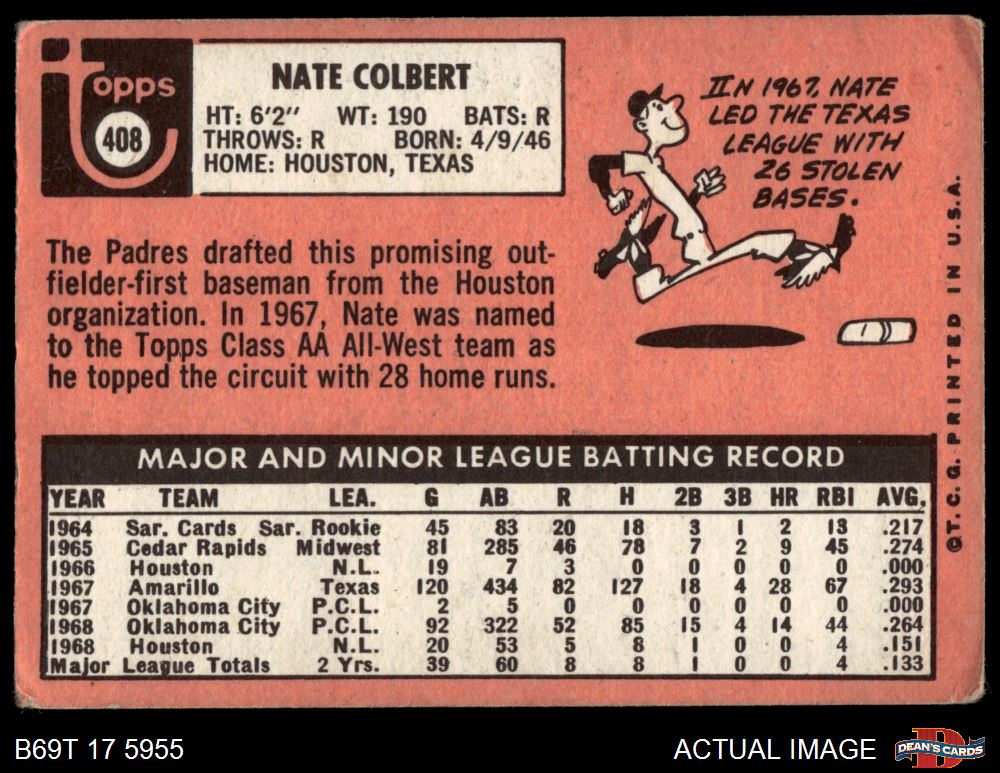 Topps
408
NATE COLBERT
HT: 6'2" WT: 190 BATS: R
THROWS: R BORN: 4/9/46
HOME: HOUSTON, TEXAS
IN 1967, NATE
LED THE TEXAS
LEAGUE WITH
26 STOLEN
BASES.
The Padres drafted this promising out-
fielder-first baseman from the Houston
organization. In 1967, Nate was named
to the Topps Class AA All-West team as
he topped the circuit with 28 home runs.
©T.C.G. PRINTED IN U.S.A.
MAJOR AND MINOR LEAGUE BATTING RECORD
YEAR TEAM LEA. G AB R H 2B 3B HR RBI AVG.
1964 Sar. Cards Sar. Rookie 45 83 20 18 3 1 2 13 .217
1965 Cedar Rapids Midwest 81 285 46 78 7 2 9 45 .274
1966 Houston N.L. 19 7 3 0 0 0 0 0 .000
1967 Amarillo Texas 120 434 82 127 18 4 28 67 .293
1967 Oklahoma City P.C.L. 2 5 0 0 0 0 0 0 .000
1968 Oklahoma City P.C.L. 92 322 52 85 15 4 14 44 .264
1968 Houston N.L. 20 53 5 8 1 0 0 4 .151
Major League Totals 2 Yrs. 39 60 8 8 1 0 0 4 .133
B69T 17 5955
ACTUAL IMAGE
D
DEAN'S CARDS